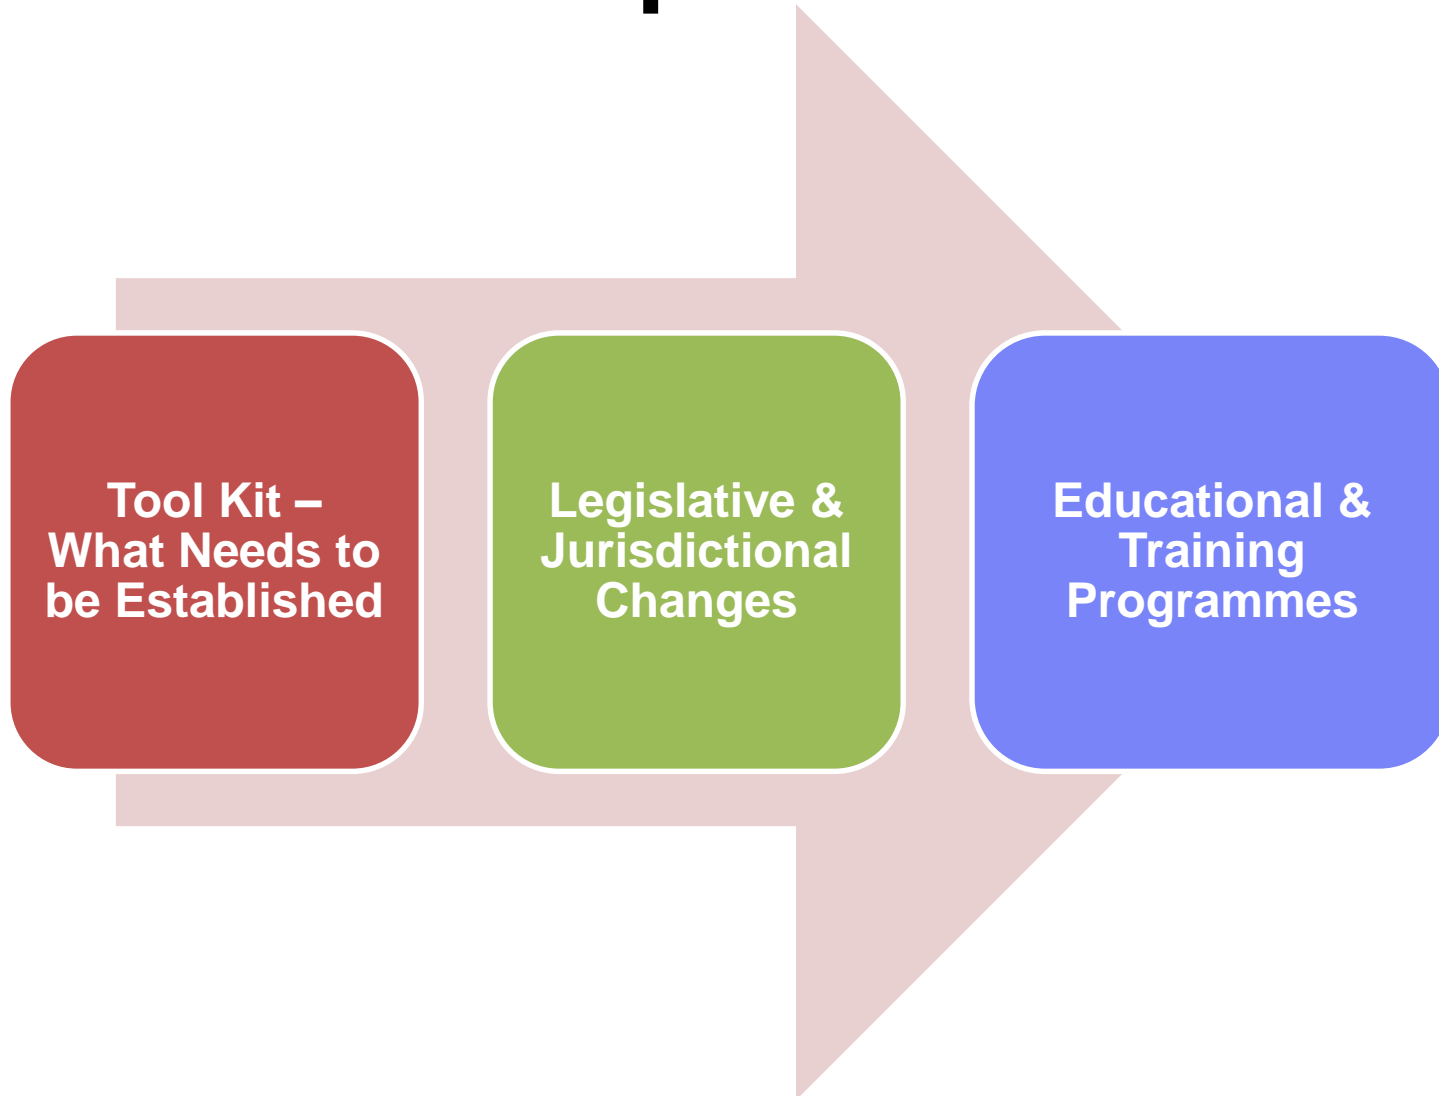 Tool Kit –
What Needs to
be Established
Legislative &
Jurisdictional
Changes
Educational &
Training
Programmes